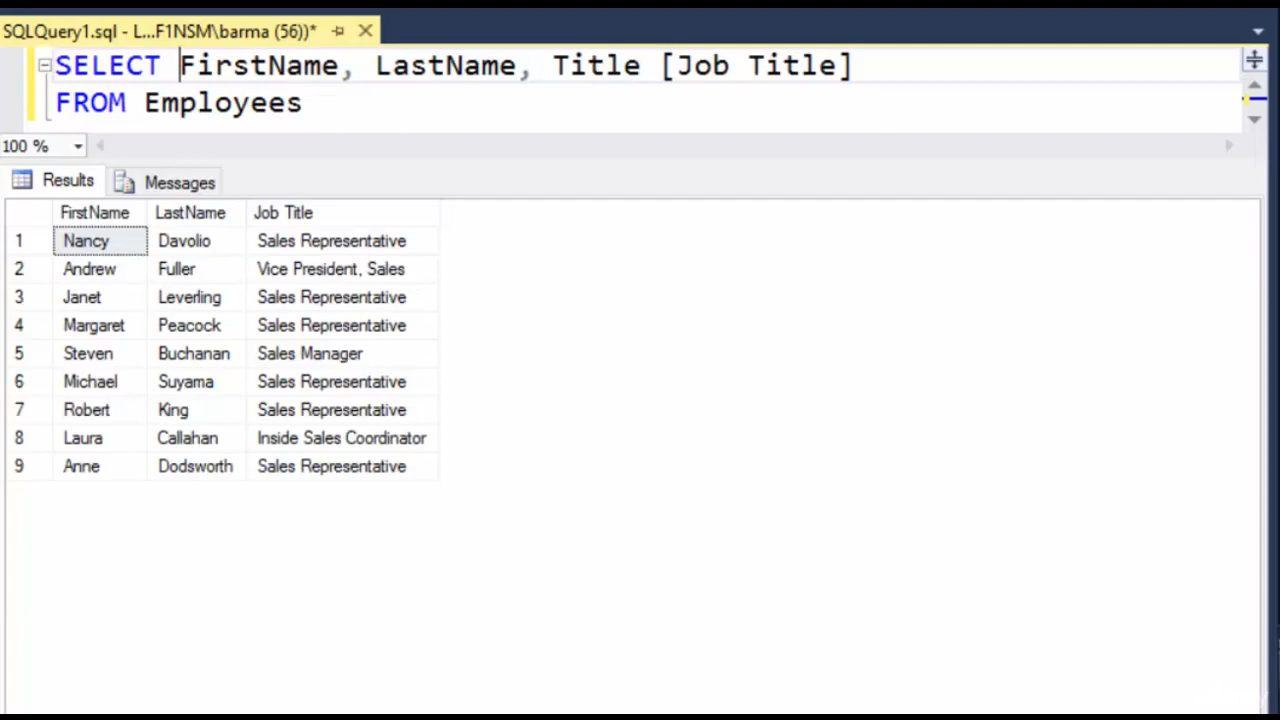 SQLQuery1.sql - L...F1NSM\barma (56))*
SELECT FirstName, LastName, Title [Job Title]
FROM Employees
100 %
Results Messages
FirstName LastName Job Title
1 Nancy Davolio Sales Representative
2 Andrew Fuller Vice President, Sales
3 Janet Leverling Sales Representative
4 Margaret Peacock Sales Representative
5 Steven Buchanan Sales Manager
6 Michael Suyama Sales Representative
7 Robert King Sales Representative
8 Laura Callahan Inside Sales Coordinator
9 Anne Dodsworth Sales Representative